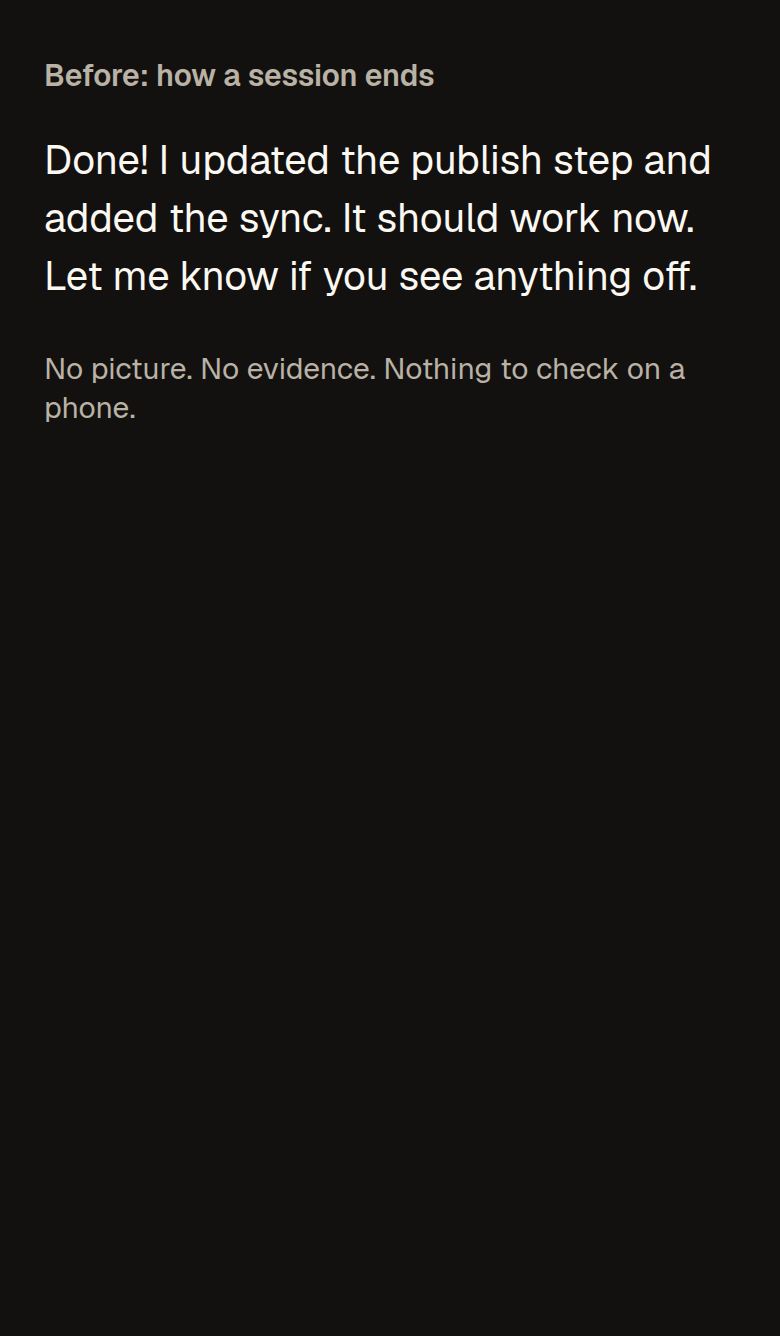 Before: how a session ends
Done! I updated the publish step and
added the sync. It should work now.
Let me know if you see anything off.
No picture. No evidence. Nothing to check on a
phone.